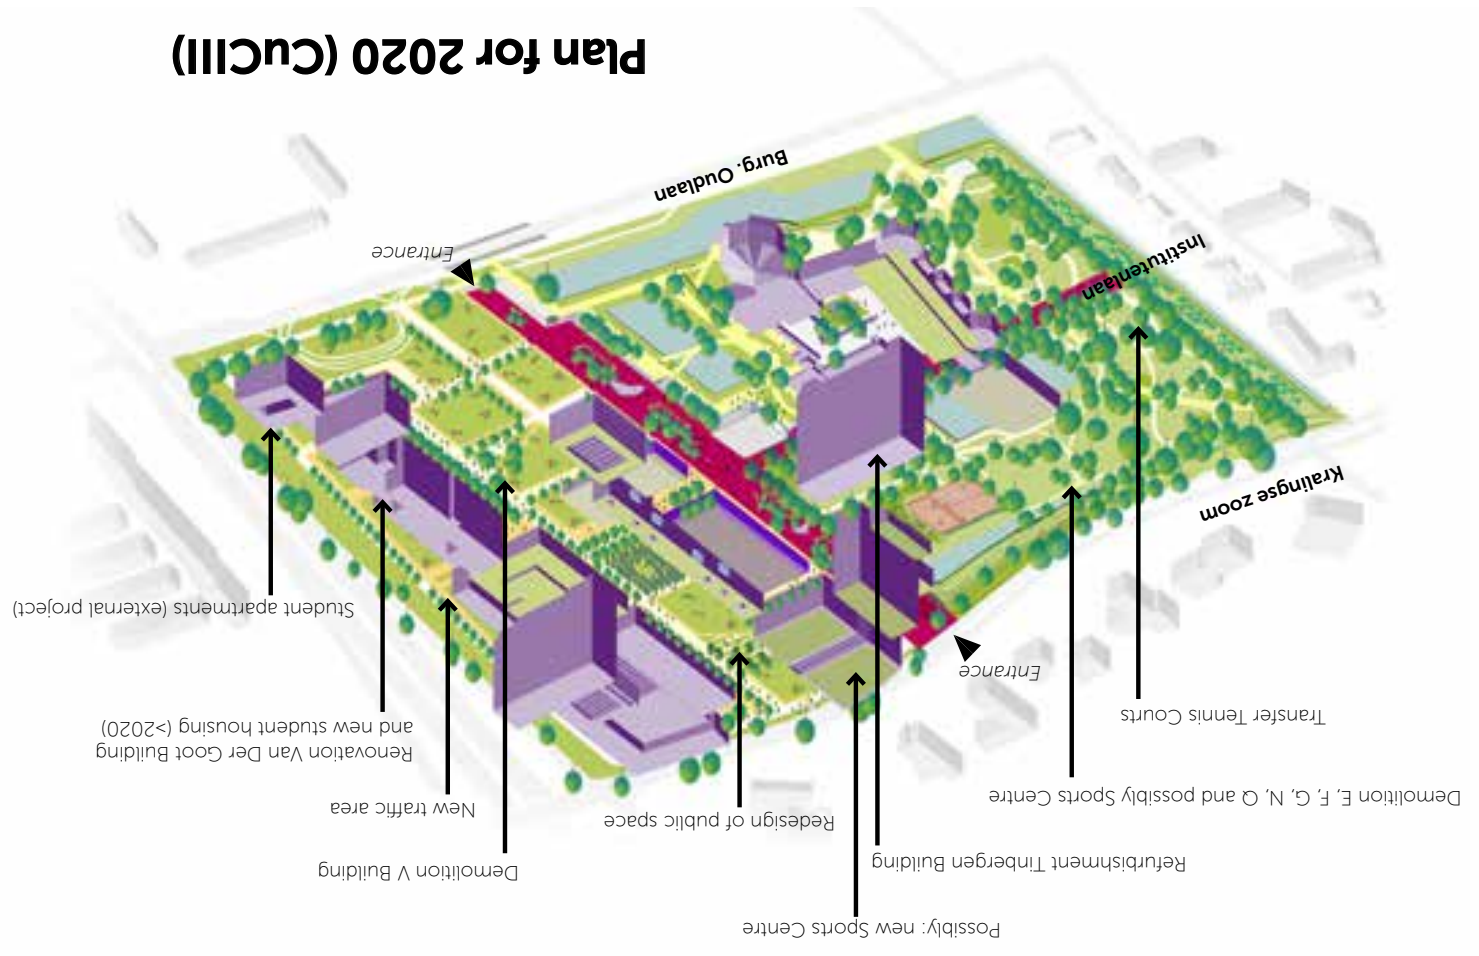 Possibly: new Sports Centre
Refurbishment Tinbergen Building
Demolition V Building
Redesign of public space
New traffic area
Demolition E, F, G, N, Q and possibly Sports Centre
Renovation Van Der Goot Building
and new student housing (>2020)
Transfer Tennis Courts
Entrance
Student apartments (external project)
Kralingse zoom
Institutenlaan
Entrance
Burg. Oudlaan
Plan for 2020 (CuCIII)